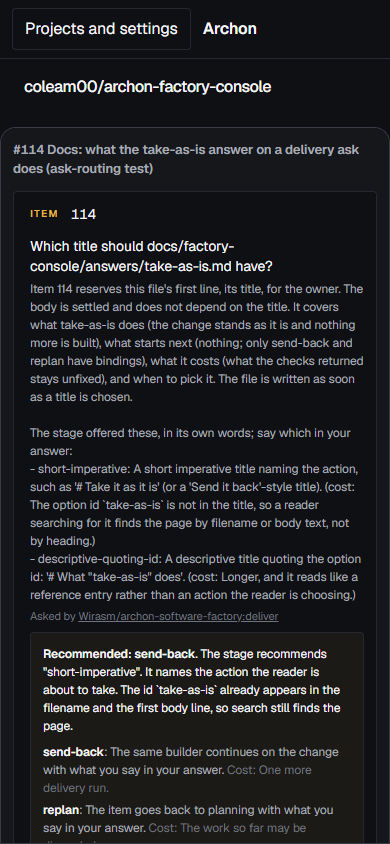 Projects and settings
Archon
coleam00/archon-factory-console
#114 Docs: what the take-as-is answer on a delivery ask
does (ask-routing test)
ITEM 114
Which title should docs/factory-
console/answers/take-as-is.md have?
Item 114 reserves this file's first line, its title, for the owner. The
body is settled and does not depend on the title. It covers
what take-as-is does (the change stands as it is and nothing
more is built), what starts next (nothing; only send-back and
replan have bindings), what it costs (what the checks returned
stays unfixed), and when to pick it. The file is written as soon
as a title is chosen.
The stage offered these, in its own words; say which in your
answer:
- short-imperative: A short imperative title naming the action,
such as '# Take it as it is' (or a 'Send it back'-style title). (cost:
The option id `take-as-is` is not in the title, so a reader
searching for it finds the page by filename or body text, not
by heading.)
- descriptive-quoting-id: A descriptive title quoting the option
id: '# What "take-as-is" does'. (cost: Longer, and it reads like a
reference entry rather than an action the reader is choosing.)
Asked by Wirasm/archon-software-factory:deliver
Recommended: send-back. The stage recommends
"short-imperative". It names the action the reader is
about to take. The id `take-as-is` already appears in the
filename and the first body line, so search still finds the
page.
send-back: The same builder continues on the change
with what you say in your answer. Cost: One more
delivery run.
replan: The item goes back to planning with what you
say in your answer. Cost: The work so far may be